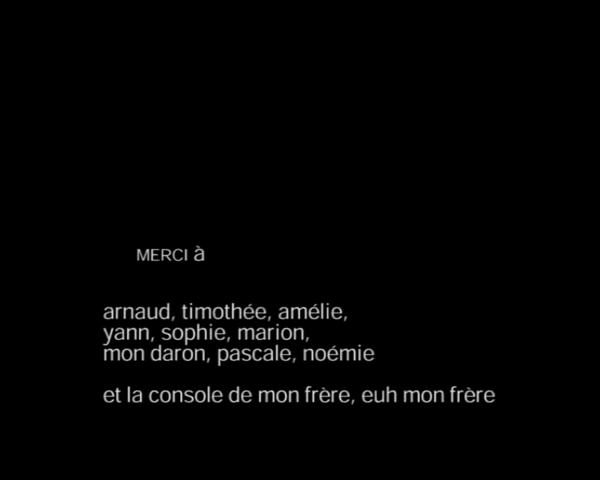 MERCI à
arnaud, timothée, amélie,
yann, sophie, marion,
mon daron, pascale, noémie
et la console de mon frère, euh mon frère